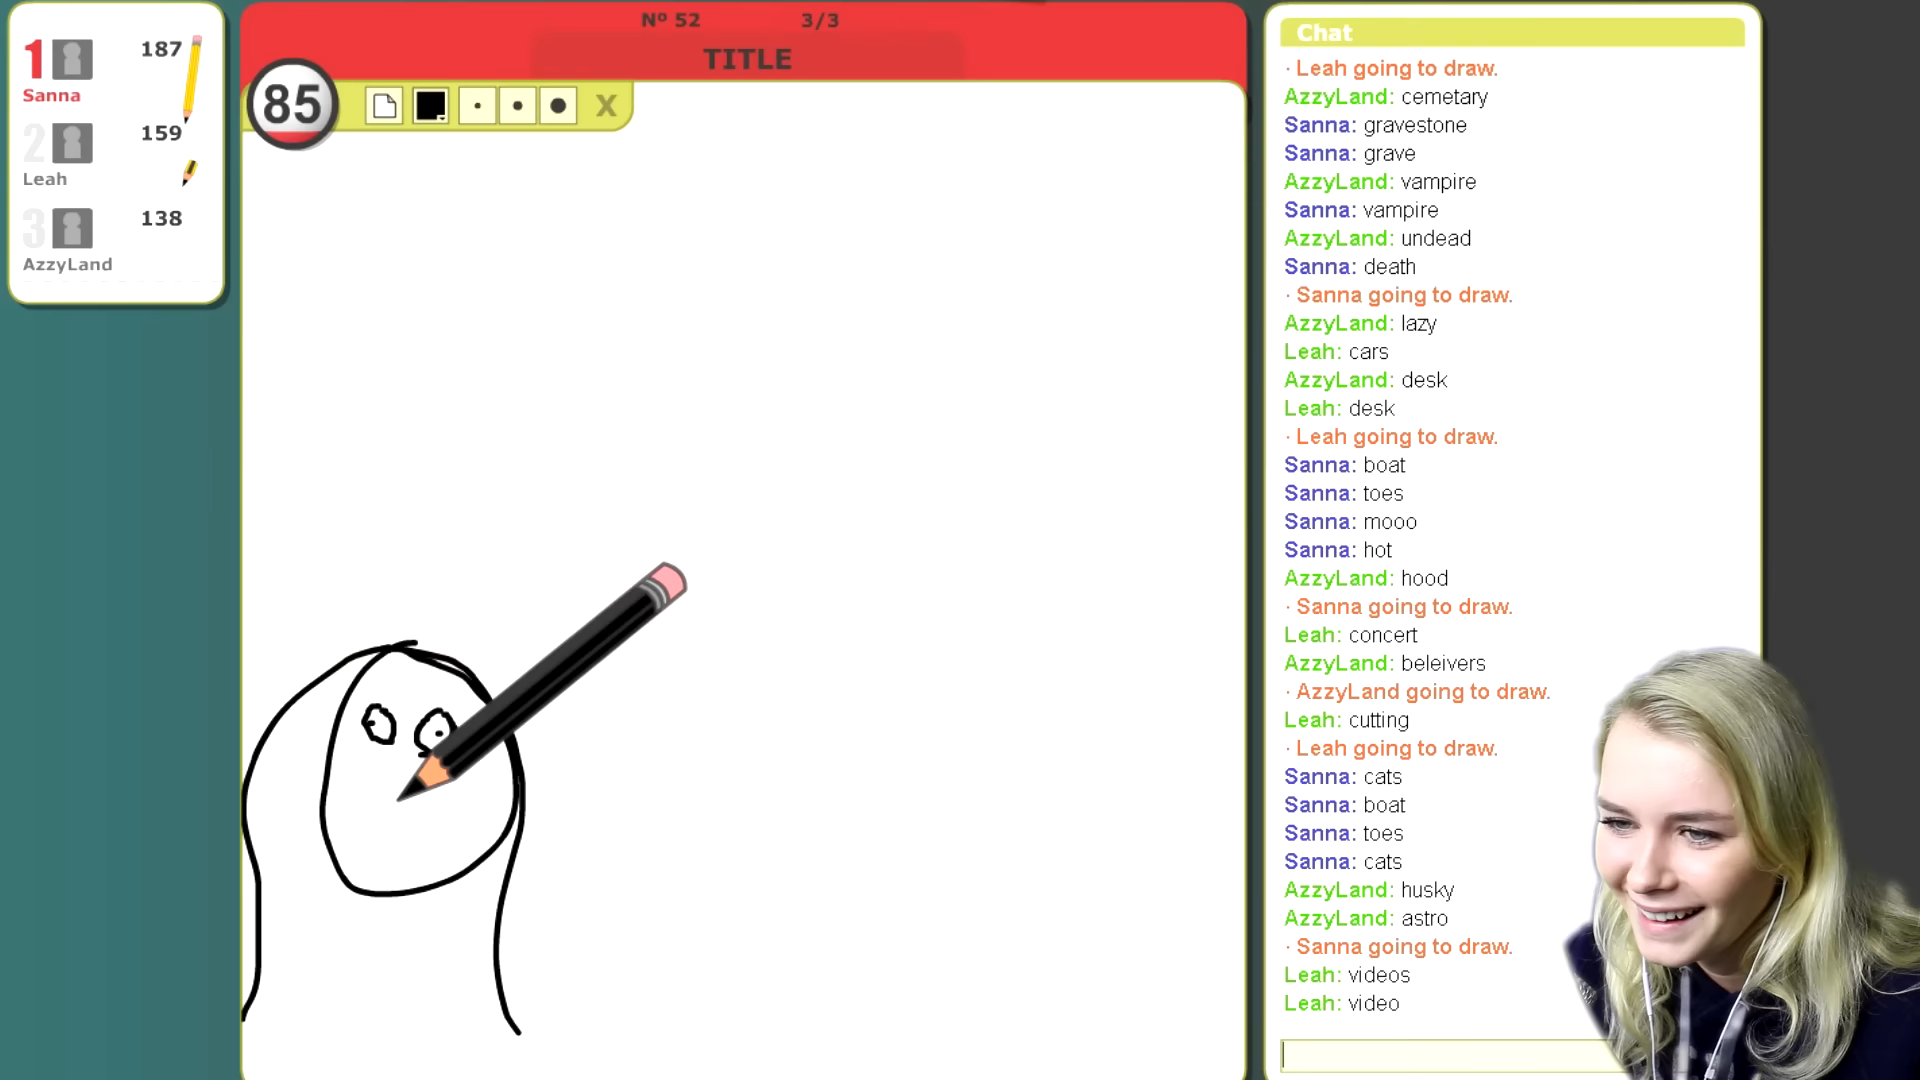 1
187
Sanna
2
159
Leah
3
138
AzzyLand
Nº 52
3/3
TITLE
85
X
Chat
· Leah going to draw.
AzzyLand: cemetary
Sanna: gravestone
Sanna: grave
AzzyLand: vampire
Sanna: vampire
AzzyLand: undead
Sanna: death
· Sanna going to draw.
AzzyLand: lazy
Leah: cars
AzzyLand: desk
Leah: desk
· Leah going to draw.
Sanna: boat
Sanna: toes
Sanna: mooo
Sanna: hot
AzzyLand: hood
· Sanna going to draw.
Leah: concert
AzzyLand: beleivers
· AzzyLand going to draw.
Leah: cutting
· Leah going to draw.
Sanna: cats
Sanna: boat
Sanna: toes
Sanna: cats
AzzyLand: husky
AzzyLand: astro
· Sanna going to draw.
Leah: videos
Leah: video